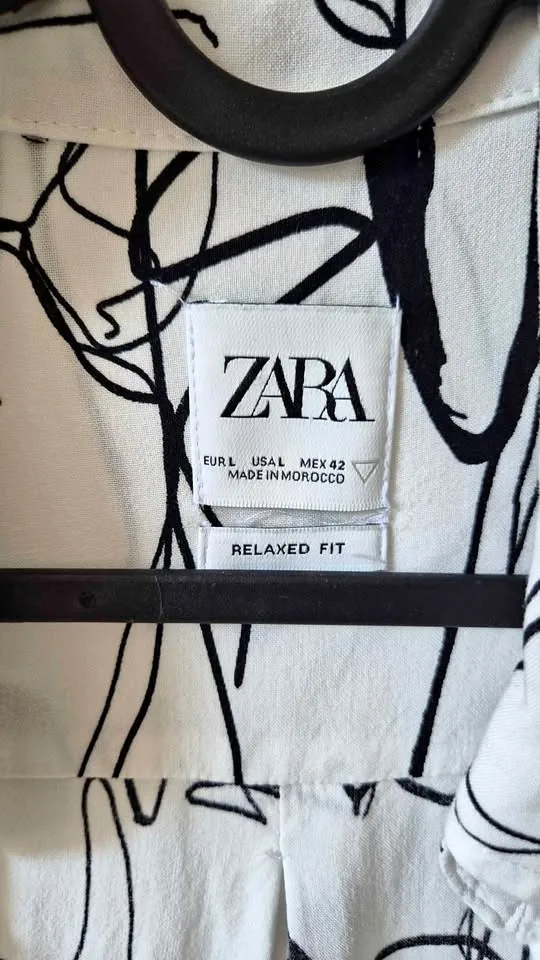 ZARA
EUR L USA L MEX 42
MADE IN MOROCCO
RELAXED FIT